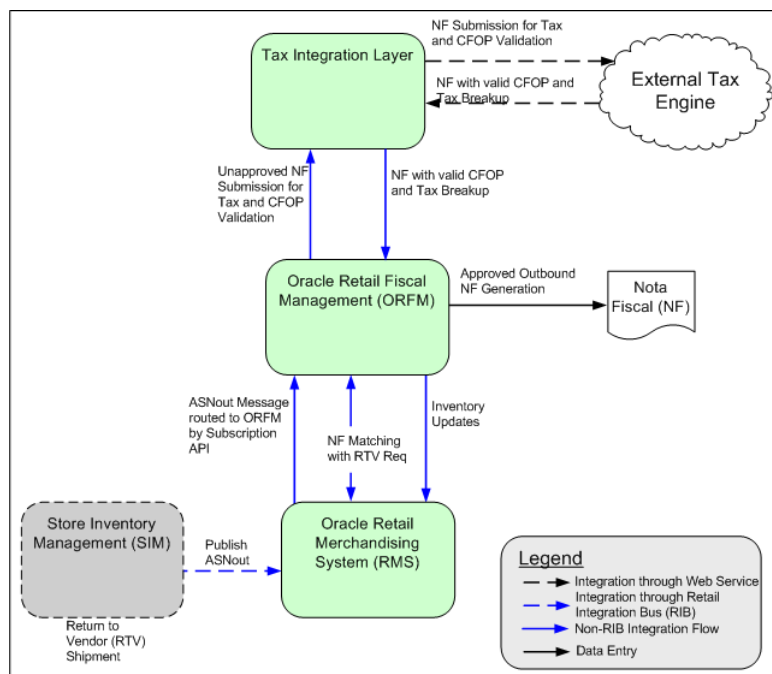 NF Submission for Tax
and CFOP Validation
Tax Integration Layer
NF with valid CFOP and
Tax Breakup
External Tax
Engine
Unapproved NF
Submission for
Tax and CFOP
Validation
NF with valid CFOP
and Tax Breakup
Oracle Retail Fiscal
Management (ORFM)
Approved Outbound
NF Generation
Nota
Fiscal (NF)
ASNout Message
routed to ORFM
by Subscription
API
NF Matching
with RTV Req
Inventory
Updates
Store Inventory
Management (SIM)
Publish
ASNout
Oracle Retail
Merchandising
System (RMS)
Return to
Vendor (RTV)
Shipment
Legend
Integration through Web Service
Integration through Retail
Integration Bus (RIB)
Non-RIB Integration Flow
Data Entry